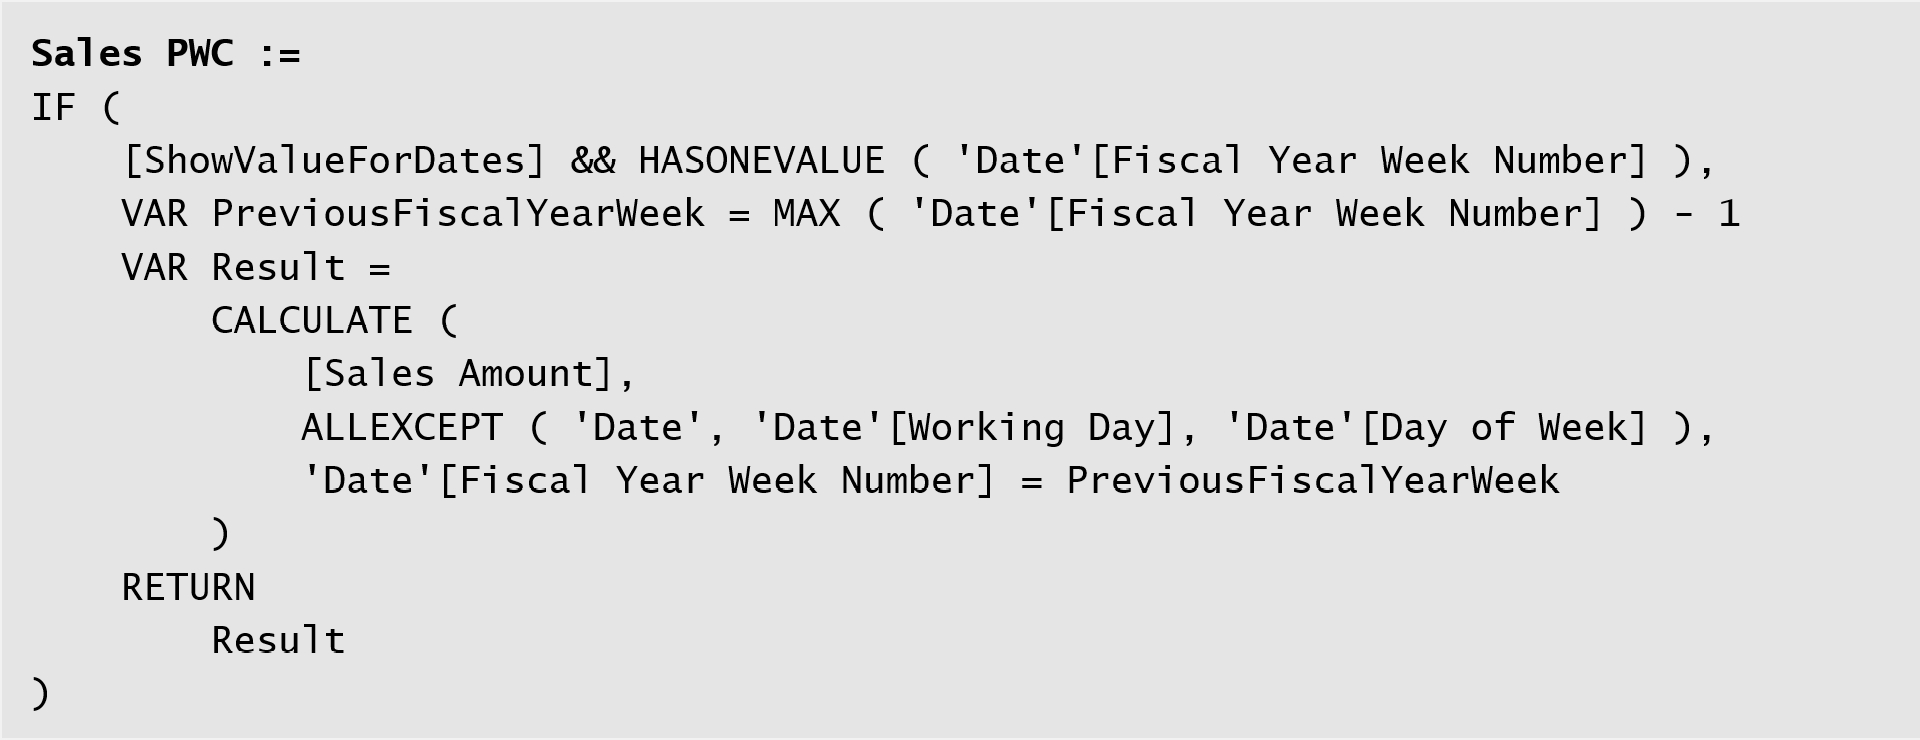 Sales PWC :=
IF (
    [ShowValueForDates] && HASONEVALUE ( 'Date'[Fiscal Year Week Number] ),
    VAR PreviousFiscalYearWeek = MAX ( 'Date'[Fiscal Year Week Number] ) - 1
    VAR Result =
        CALCULATE (
            [Sales Amount],
            ALLEXCEPT ( 'Date', 'Date'[Working Day], 'Date'[Day of Week] ),
            'Date'[Fiscal Year Week Number] = PreviousFiscalYearWeek
        )
    RETURN
        Result
)